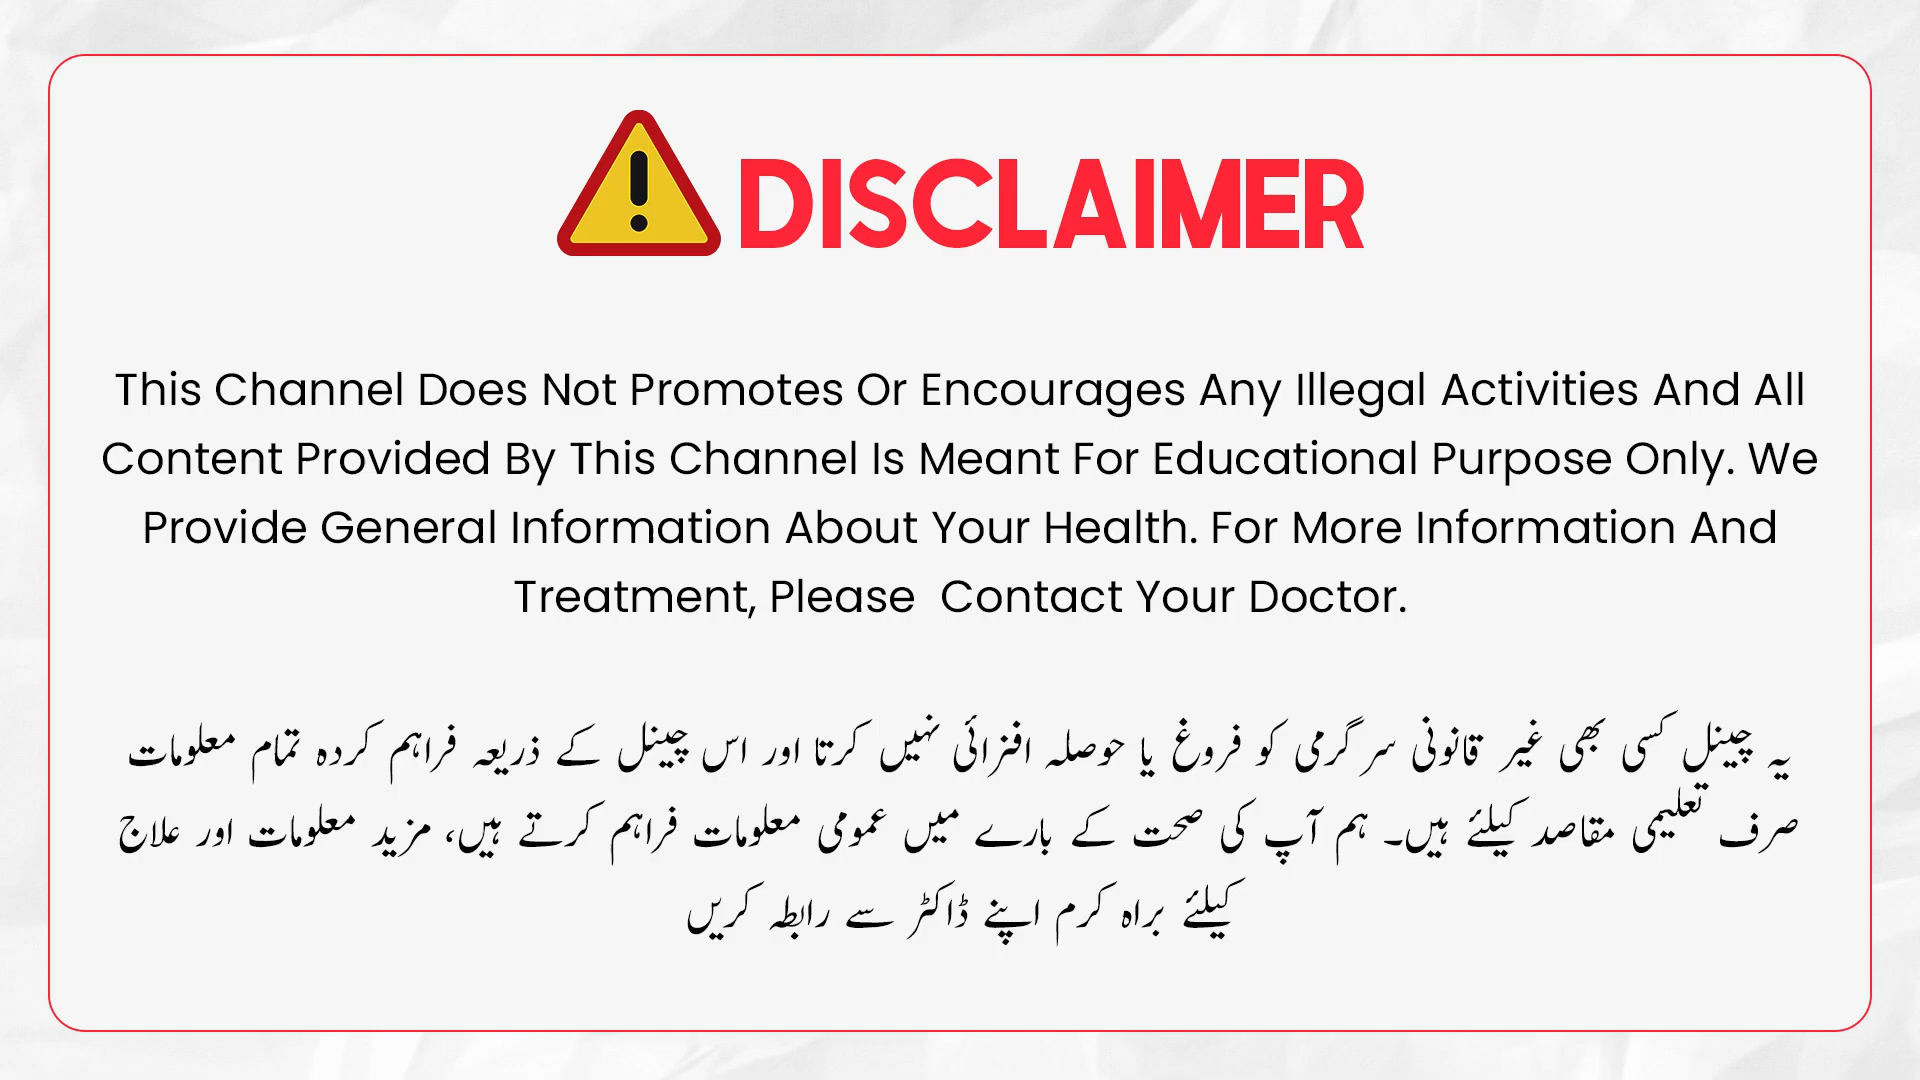 DISCLAIMER
This Channel Does Not Promotes Or Encourages Any Illegal Activities And All
Content Provided By This Channel Is Meant For Educational Purpose Only. We
Provide General Information About Your Health. For More Information And
Treatment, Please  Contact Your Doctor.
یہ چینل کسی بھی غیر قانونی سرگرمی کو فروغ یا حوصلہ افزائی نہیں کرتا اور اس چینل کے ذریعہ فراہم کردہ تمام معلومات
صرف تعلیمی مقاصد کیلئے ہیں۔ ہم آپ کی صحت کے بارے میں عمومی معلومات فراہم کرتے ہیں، مزید معلومات اور علاج
کیلئے براہ کرم اپنے ڈاکٹر سے رابطہ کریں